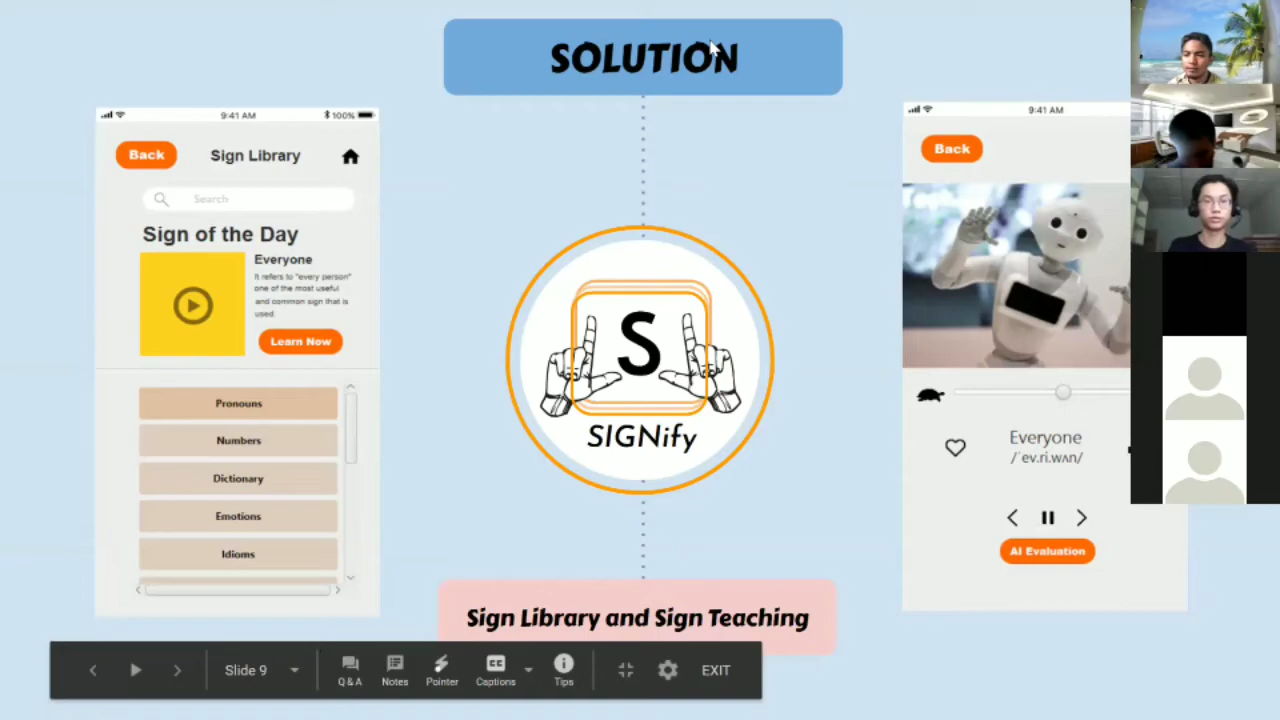 SOLUTION
9:41 AM
100%
Back
Sign Library
Search
Sign of the Day
Everyone
It refers to "every person"
one of the most useful
and common sign that is
used.
Learn Now
Pronouns
Numbers
Dictionary
Emotions
Idioms
S
SIGNify
Sign Library and Sign Teaching
9:41 AM
Back
Everyone
/ˈev.ri.wʌn/
AI Evaluation
Slide 9
Q&A
Notes
Pointer
CC
Captions
Tips
EXIT